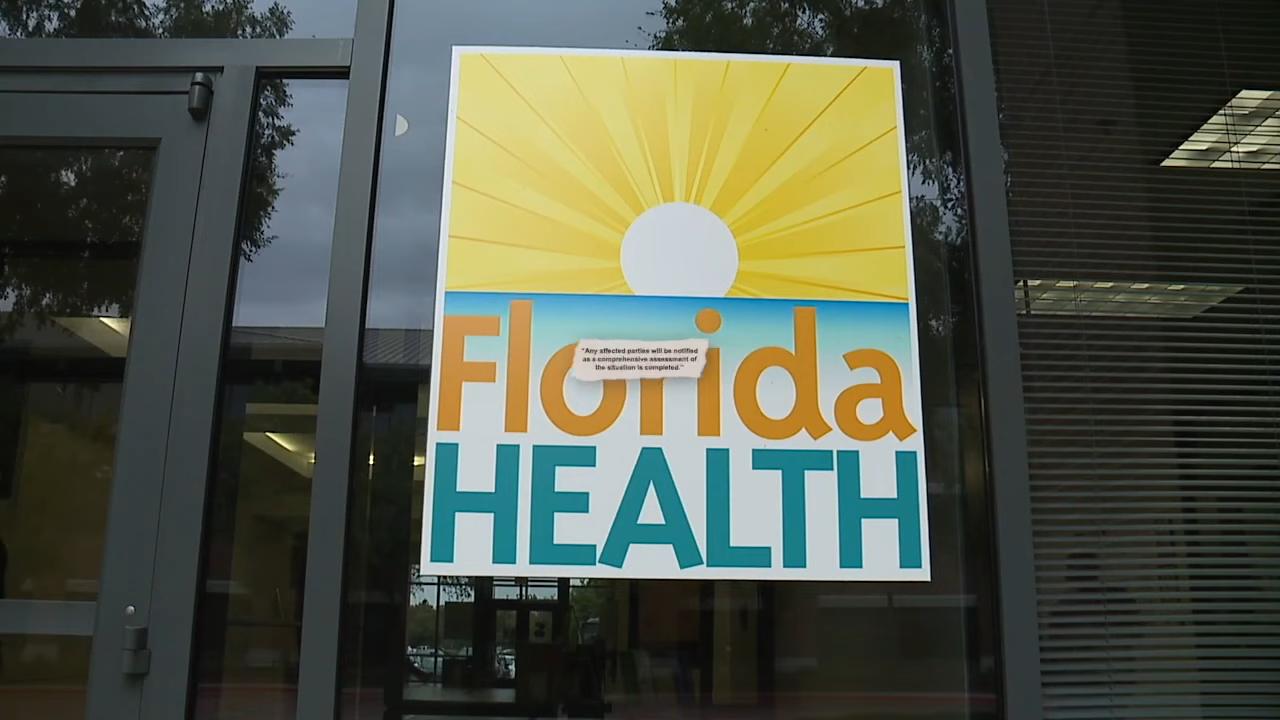 Florida
"Any affected parties will be notified
as a comprehensive assessment of
the situation is completed."
HEALTH